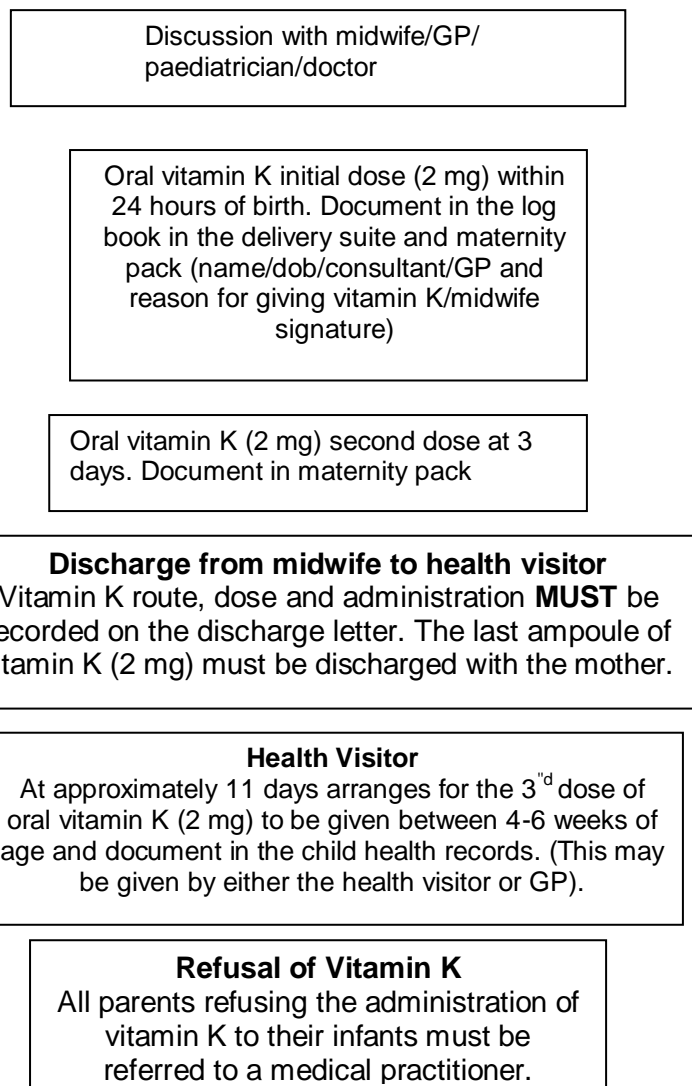 Discussion with midwife/GP/
paediatrician/doctor
Oral vitamin K initial dose (2 mg) within
24 hours of birth. Document in the log
book in the delivery suite and maternity
pack (name/dob/consultant/GP and
reason for giving vitamin K/midwife
signature)
Oral vitamin K (2 mg) second dose at 3
days. Document in maternity pack
Discharge from midwife to health visitor
Vitamin K route, dose and administration MUST be
ecorded on the discharge letter. The last ampoule of
tamin K (2 mg) must be discharged with the mother.
Health Visitor
At approximately 11 days arranges for the 3"d dose of
oral vitamin K (2 mg) to be given between 4-6 weeks of
age and document in the child health records. (This may
be given by either the health visitor or GP).
Refusal of Vitamin K
All parents refusing the administration of
vitamin K to their infants must be
referred to a medical practitioner.